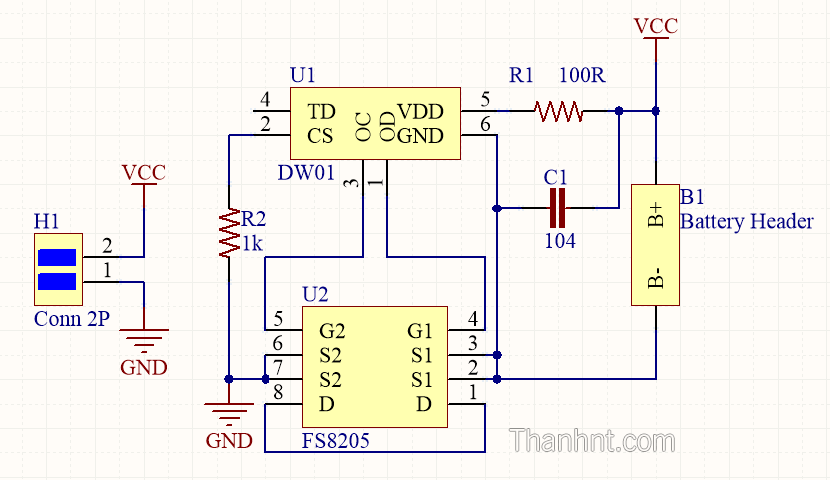 VCC
U1
R1 100R
4 TD VDD 5
2 CS OC OD GND 6
DW01
3 1
C1
104
VCC
H1
2
1
Conn 2P
GND
R2
1k
B1
Battery Header
B+
B-
U2
5 G2 G1 4
6 S2 S1 3
7 S2 S1 2
8 D D 1
FS8205
GND
Thanhnt.com